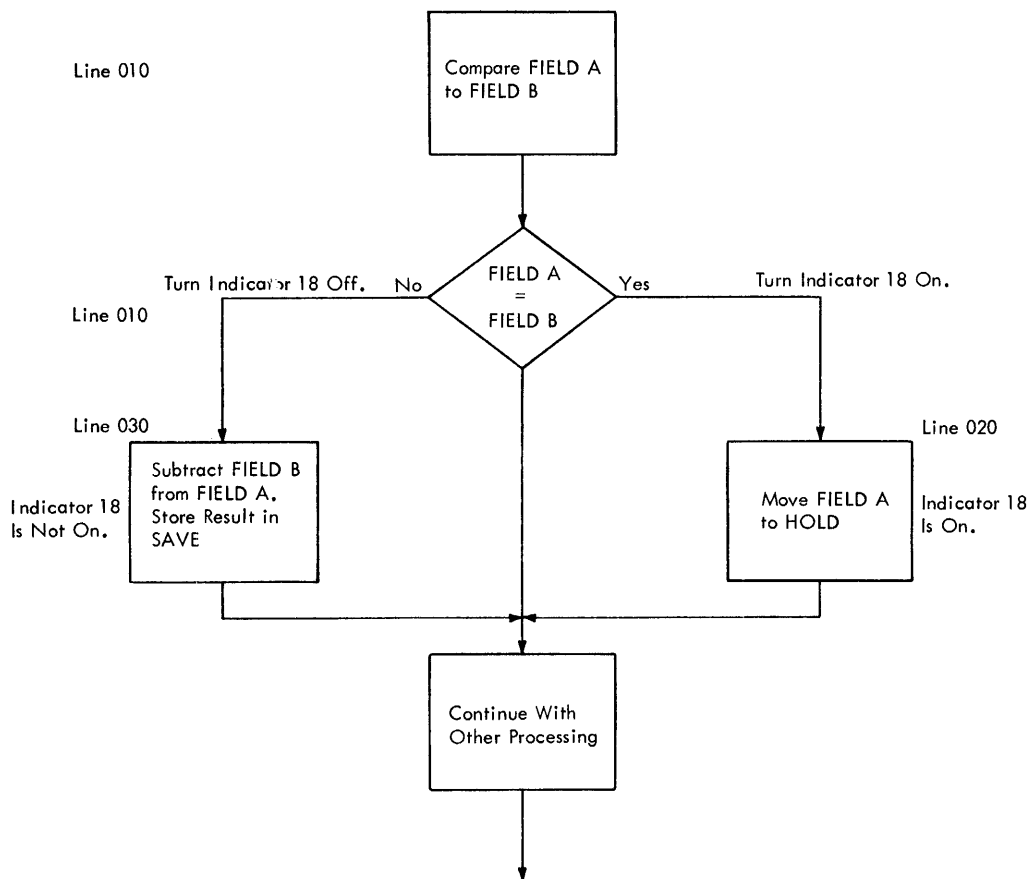 Line 010
Compare FIELD A
to FIELD B
Turn Indicator 18 Off.
No
FIELD A
=
FIELD B
Yes
Turn Indicator 18 On.
Line 010
Line 030
Subtract FIELD B
from FIELD A.
Store Result in
SAVE
Indicator 18
Is Not On.
Line 020
Move FIELD A
to HOLD
Indicator 18
Is On.
Continue With
Other Processing